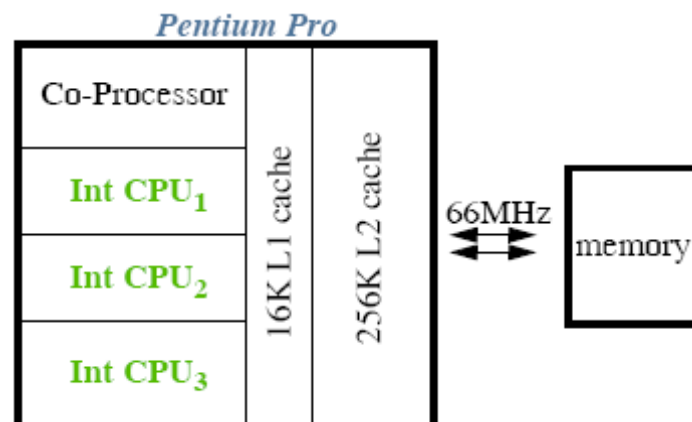 Pentium Pro
Co-Processor
Int CPU1
Int CPU2
Int CPU3
16K L1 cache
256K L2 cache
66MHz
memory